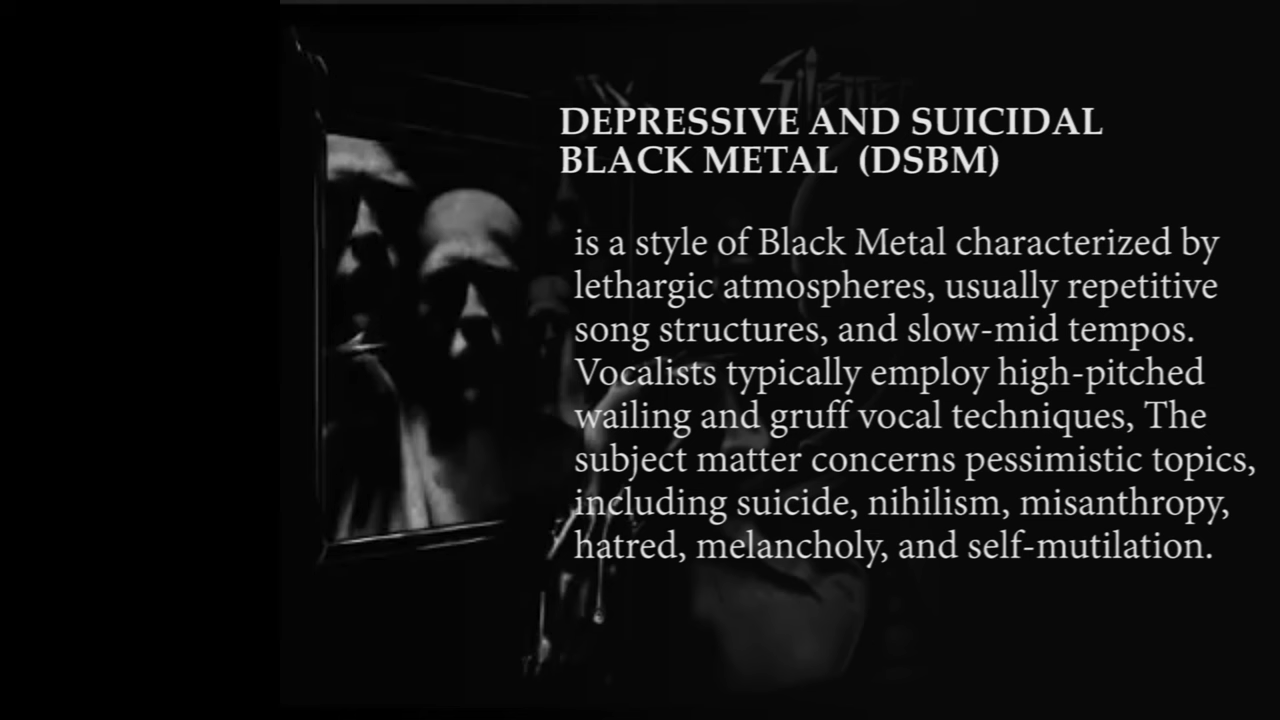 Silencer
DEPRESSIVE AND SUICIDAL
BLACK METAL (DSBM)
is a style of Black Metal characterized by
lethargic atmospheres, usually repetitive
song structures, and slow-mid tempos.
Vocalists typically employ high-pitched
wailing and gruff vocal techniques, The
subject matter concerns pessimistic topics,
including suicide, nihilism, misanthropy,
hatred, melancholy, and self-mutilation.